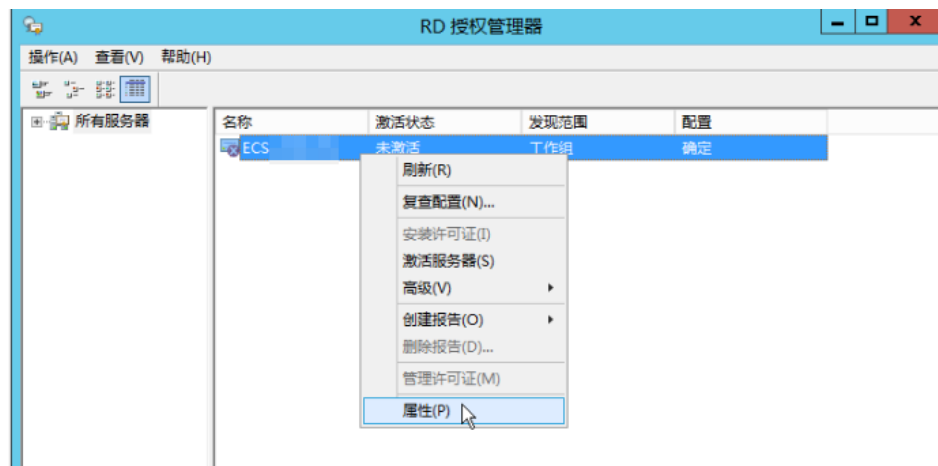 RD 授权管理器
操作(A) 查看(V) 帮助(H)
所有服务器
名称 激活状态 发现范围 配置
ECS 未激活 工作组 确定
刷新(R)
复查配置(N)...
安装许可证(I)
激活服务器(S)
高级(V)
创建报告(O)
删除报告(D)...
管理许可证(M)
属性(P)